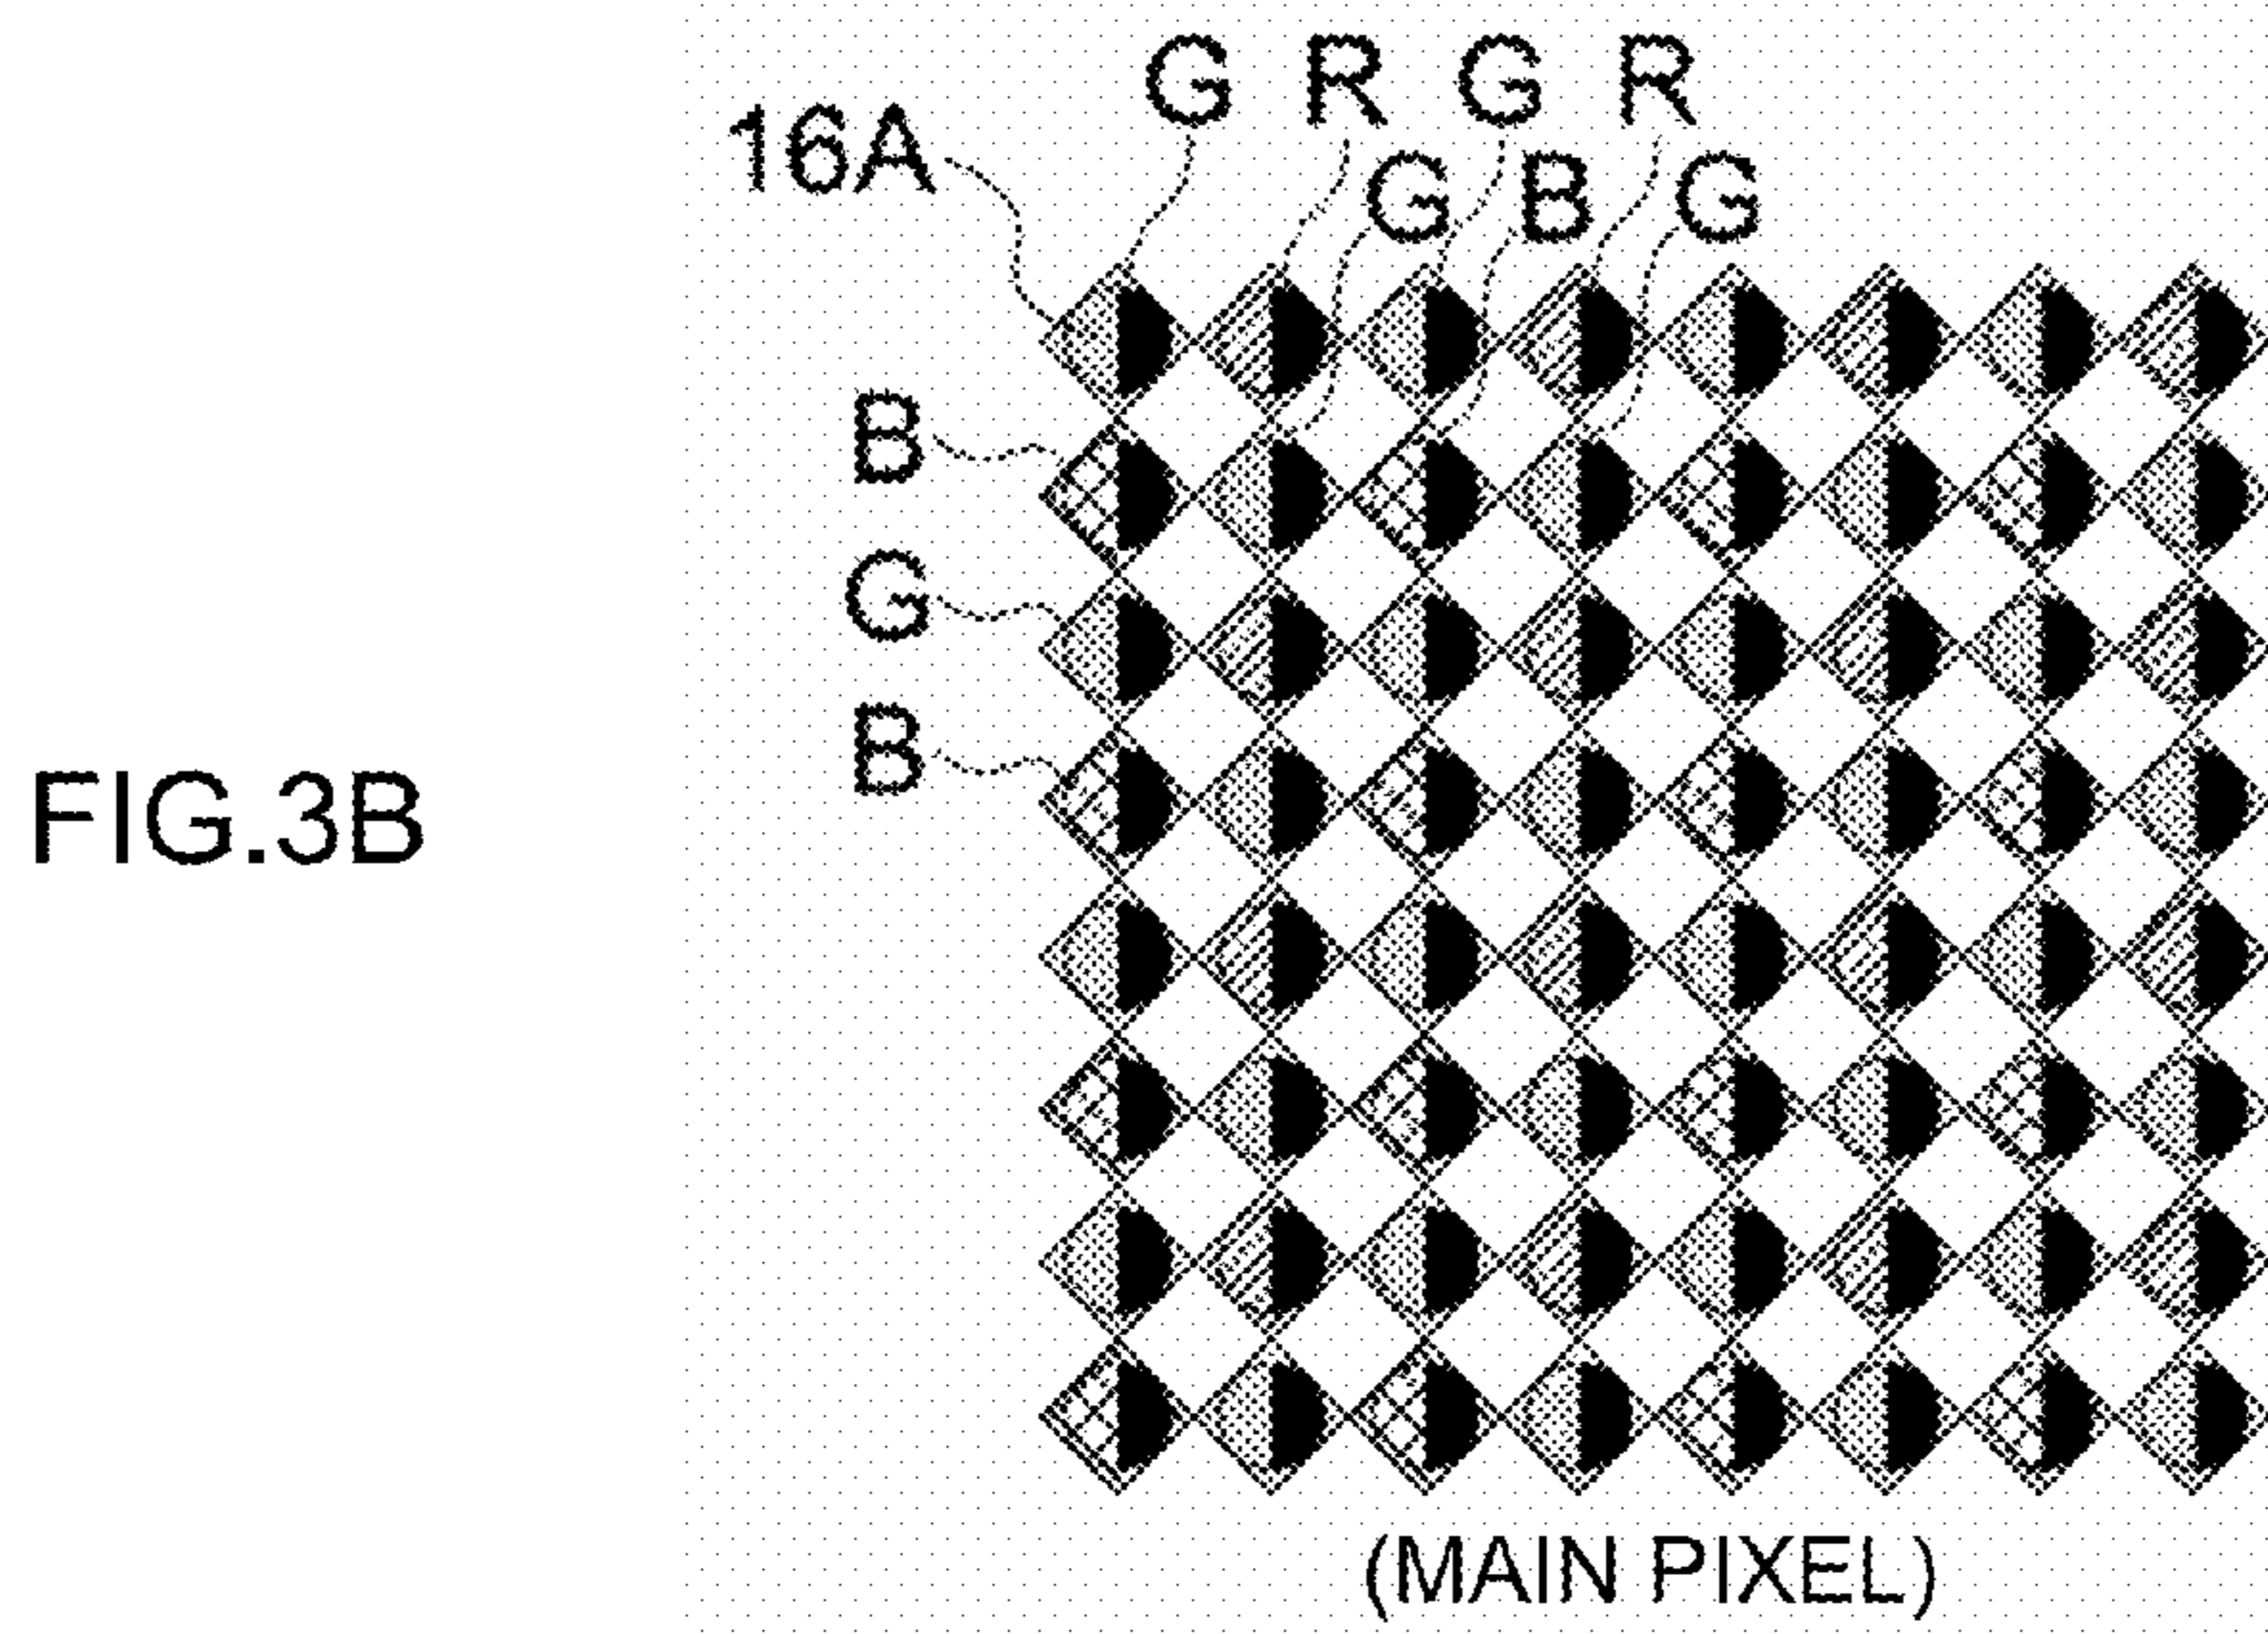 G R G R
16A
G B G
B
G
B
FIG.3B
(MAIN PIXEL)